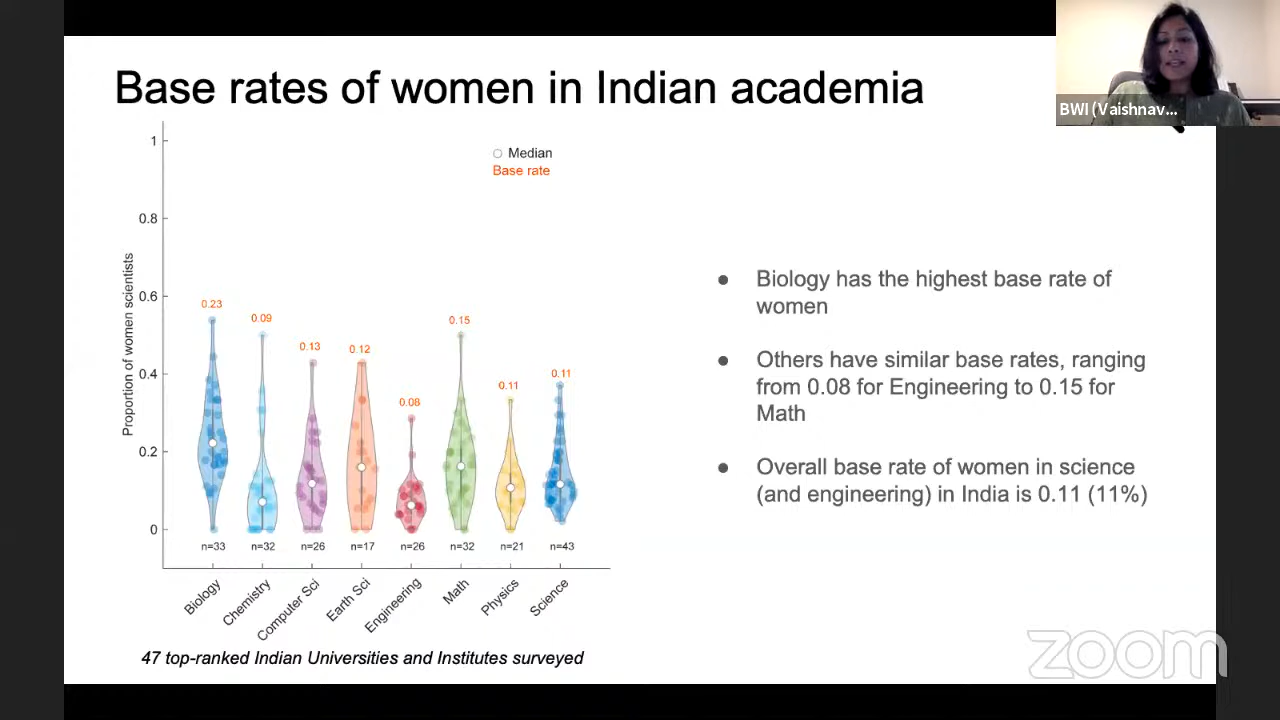 Base rates of women in Indian academia
BWI (Vaishnav...
Median
Base rate
Proportion of women scientists
1
0.8
0.6
0.4
0.2
0
0.23
0.09
0.13
0.12
0.08
0.15
0.11
0.11
n=33
n=32
n=26
n=17
n=26
n=32
n=21
n=43
Biology
Chemistry
Computer Sci
Earth Sci
Engineering
Math
Physics
Science
47 top-ranked Indian Universities and Institutes surveyed
● Biology has the highest base rate of
women
● Others have similar base rates, ranging
from 0.08 for Engineering to 0.15 for
Math
● Overall base rate of women in science
(and engineering) in India is 0.11 (11%)
zoom